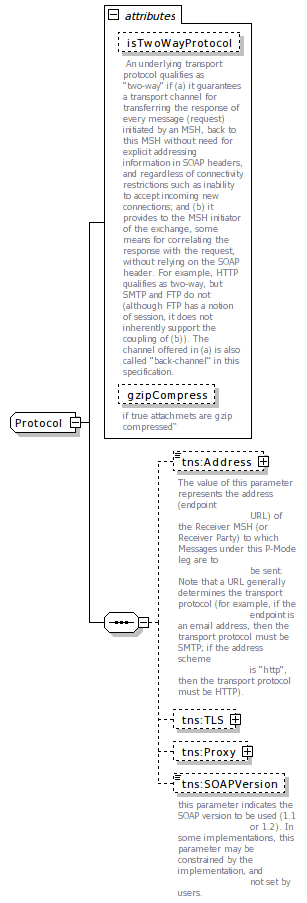 attributes
isTwoWayProtocol
An underlying transport
protocol qualifies as
"two-way" if (a) it guarantees
a transport channel for
transferring the response of
every message (request)
initiated by an MSH, back to
this MSH without need for
explicit addressing
information in SOAP headers,
and regardless of connectivity
restrictions such as inability
to accept incoming new
connections; and (b) it
provides to the MSH initiator
of the exchange, some
means for correlating the
response with the request,
without relying on the SOAP
header. For example, HTTP
qualifies as two-way, but
SMTP and FTP do not
(although FTP has a notion
of session, it does not
inherently support the
coupling of (b)). The
channel offered in (a) is also
called "back-channel" in this
specification.
gzipCompress
if true attachmets are gzip
compressed"
Protocol
tns:Address
The value of this parameter
represents the address
(endpoint
URL) of
the Receiver MSH (or
Receiver Party) to which
Messages under this P-Mode
leg are to
be sent.
Note that a URL generally
determines the transport
protocol (for example, if the
endpoint is
an email address, then the
transport protocol must be
SMTP; if the address
scheme
is "http",
then the transport protocol
must be HTTP).
tns:TLS
tns:Proxy
tns:SOAPVersion
this parameter indicates the
SOAP version to be used (1.1
or 1.2). In
some implementations, this
parameter may be
constrained by the
implementation, and
not set by
users.